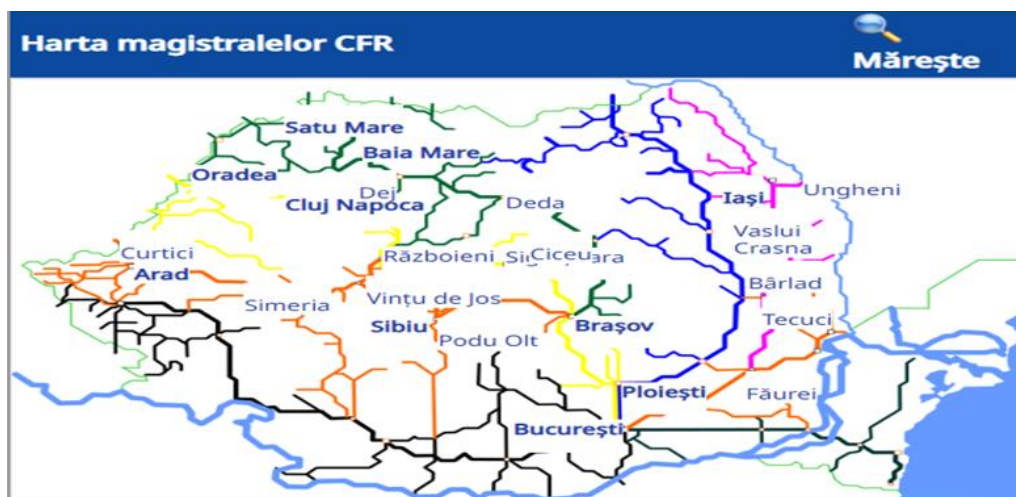 Harta magistralelor CFR
Mărește
Satu Mare
Baia Mare
Oradea
Dej
Cluj Napoca
Deda
Iași
Ungheni
Vaslui
Crasna
Curtici
Arad
Războieni
Ciceu
Bârlad
Simeria
Vințu de Jos
Sibiu
Brașov
Tecuci
Podu Olt
Ploiești
Făurei
București